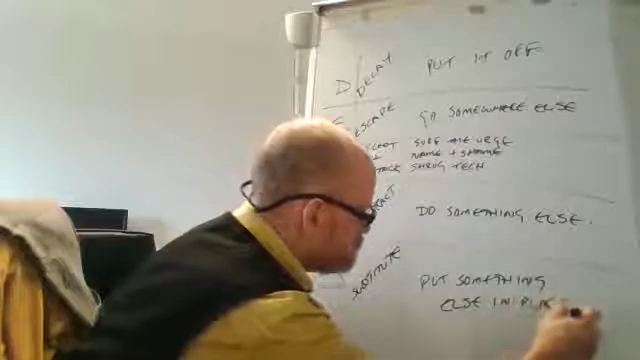 D DELAY PUT IT OFF
ESCAPE GO SOMEWHERE ELSE
SURF THE URGE
NAME + SHAME
SHRUG TECH
DO SOMETHING ELSE.
SUBSTITUTE PUT SOMETHING
ELSE IN